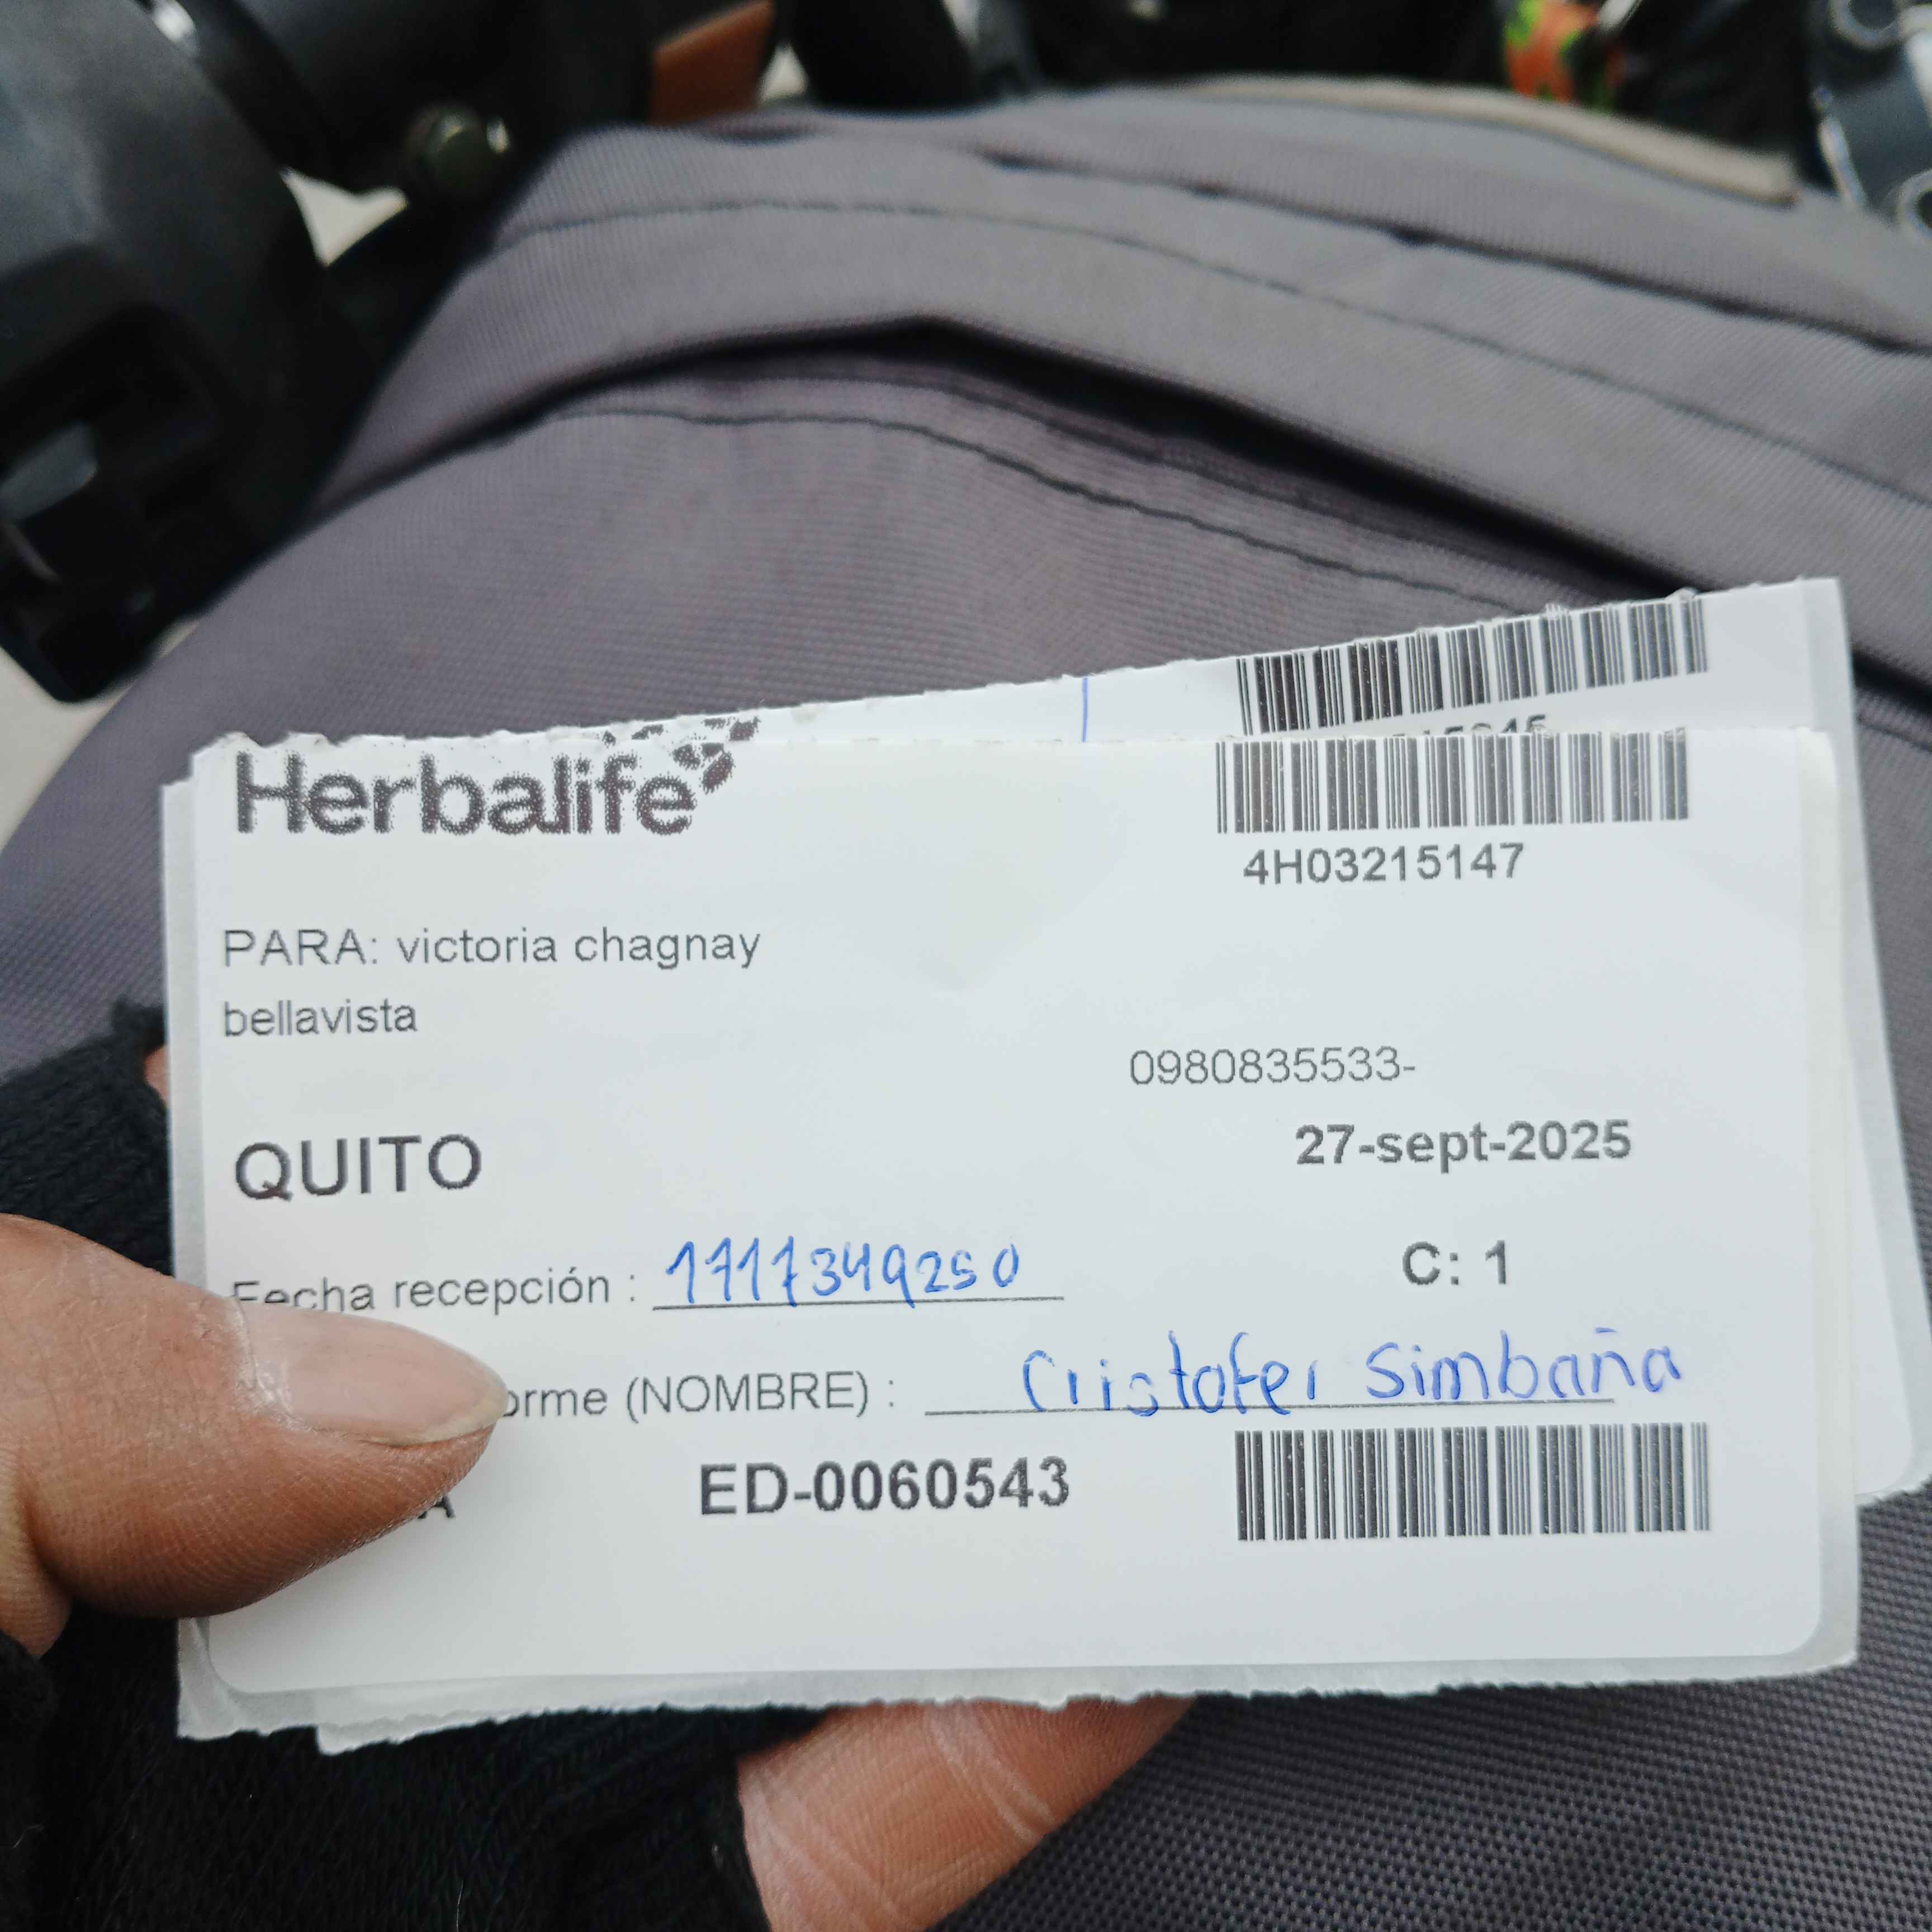 Herbalife
4H03215147
PARA: victoria chagnay
bellavista
0980835533-
QUITO
27-sept-2025
Fecha recepción : 1717349250
C: 1
orme (NOMBRE) : Cristofer Simbaña
A
ED-0060543